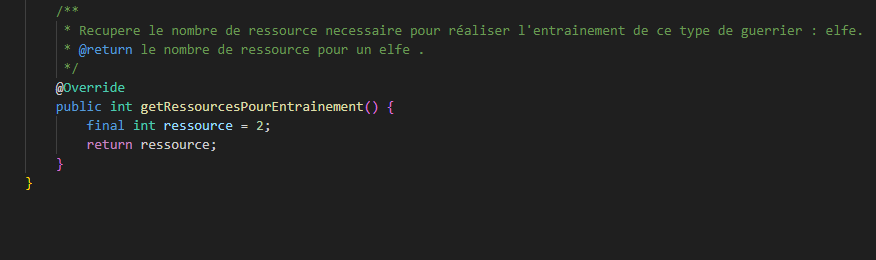 /**
* Recupere le nombre de ressource necessaire pour réaliser l'entrainement de ce type de guerrier : elfe.
* @return le nombre de ressource pour un elfe .
*/
@Override
public int getRessourcesPourEntrainement() {
final int ressource = 2;
return ressource;
}
}